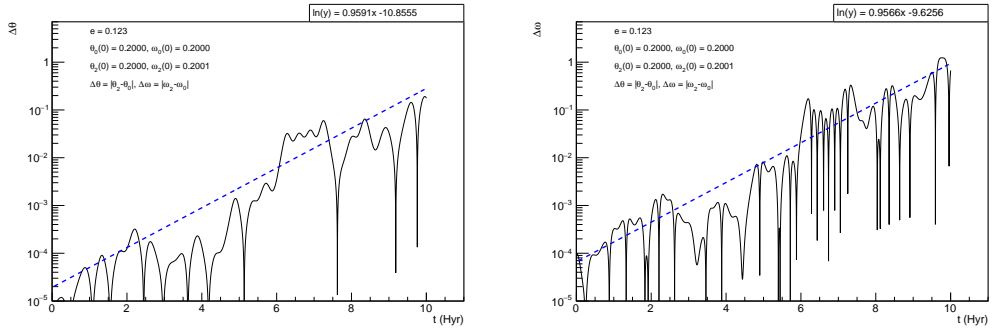 ln(y) = 0.9591x -10.8555
Δθ
e = 0.123
θ₀(0) = 0.2000, ω₀(0) = 0.2000
θ₂(0) = 0.2000, ω₂(0) = 0.2001
Δθ = |θ₂-θ₀|, Δω = |ω₂-ω₀|
1
10⁻¹
10⁻²
10⁻³
10⁻⁴
10⁻⁵
0 2 4 6 8 10
t (Hyr)
ln(y) = 0.9566x -9.6256
Δω
e = 0.123
θ₀(0) = 0.2000, ω₀(0) = 0.2000
θ₂(0) = 0.2000, ω₂(0) = 0.2001
Δθ = |θ₂-θ₀|, Δω = |ω₂-ω₀|
1
10⁻¹
10⁻²
10⁻³
10⁻⁴
10⁻⁵
0 2 4 6 8 10
t (Hyr)